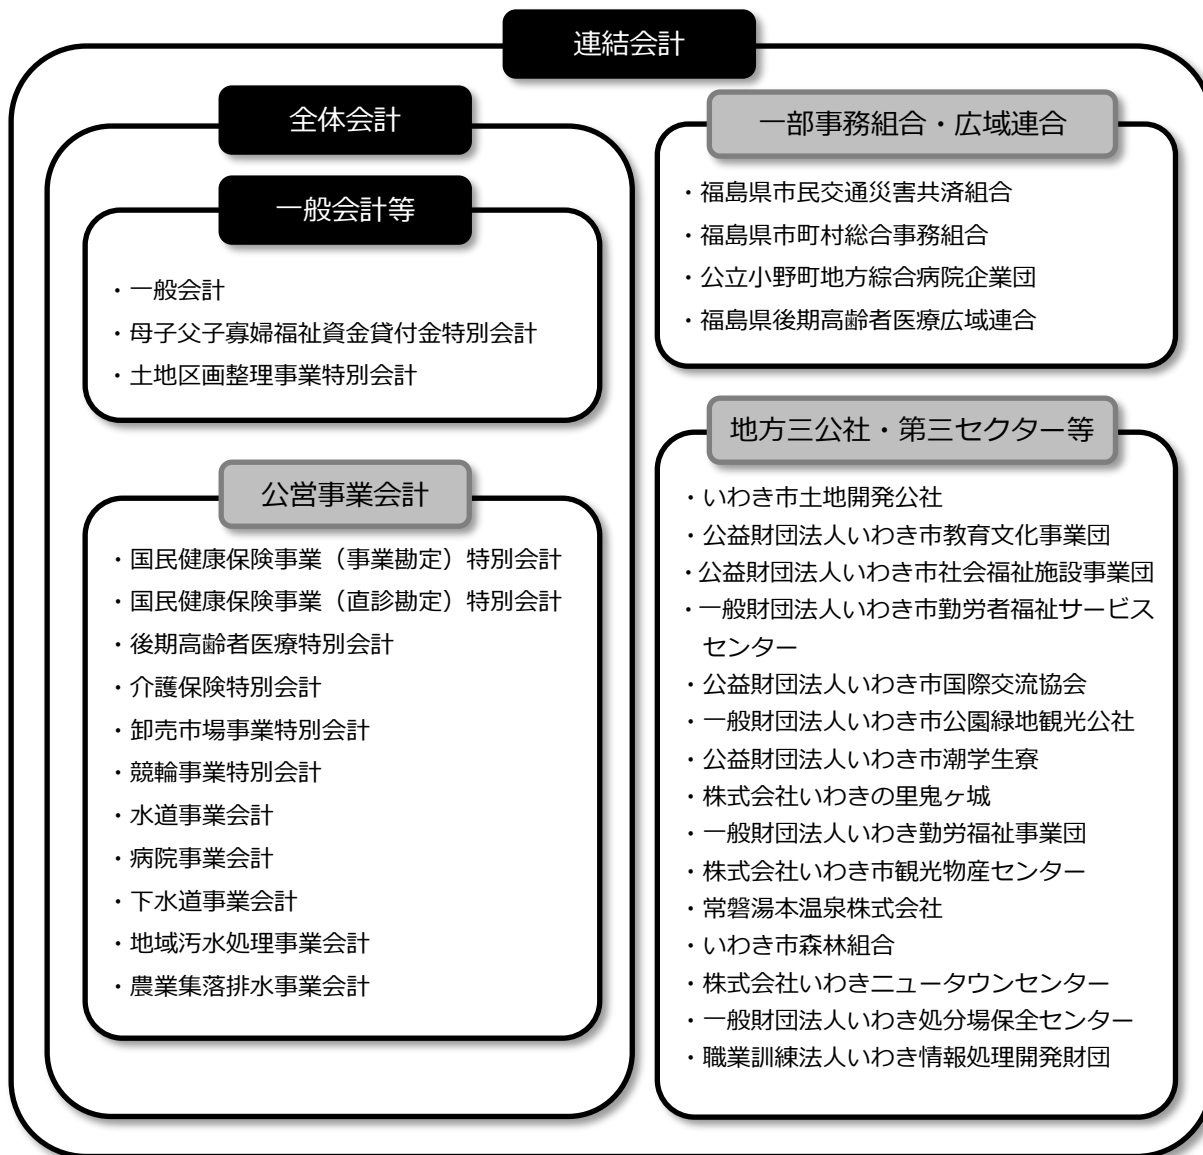 連結会計
全体会計
一般会計等
・一般会計
・母子父子寡婦福祉資金貸付金特別会計
・土地区画整理事業特別会計
公営事業会計
・国民健康保険事業（事業勘定）特別会計
・国民健康保険事業（直診勘定）特別会計
・後期高齢者医療特別会計
・介護保険特別会計
・卸売市場事業特別会計
・競輪事業特別会計
・水道事業会計
・病院事業会計
・下水道事業会計
・地域汚水処理事業会計
・農業集落排水事業会計
一部事務組合・広域連合
・福島県市民交通災害共済組合
・福島県市町村総合事務組合
・公立小野町地方綜合病院企業団
・福島県後期高齢者医療広域連合
地方三公社・第三セクター等
・いわき市土地開発公社
・公益財団法人いわき市教育文化事業団
・公益財団法人いわき市社会福祉施設事業団
・一般財団法人いわき市勤労者福祉サービス
センター
・公益財団法人いわき市国際交流協会
・一般財団法人いわき市公園緑地観光公社
・公益財団法人いわき市潮学生寮
・株式会社いわきの里鬼ヶ城
・一般財団法人いわき勤労福祉事業団
・株式会社いわき市観光物産センター
・常磐湯本温泉株式会社
・いわき市森林組合
・株式会社いわきニュータウンセンター
・一般財団法人いわき処分場保全センター
・職業訓練法人いわき情報処理開発財団